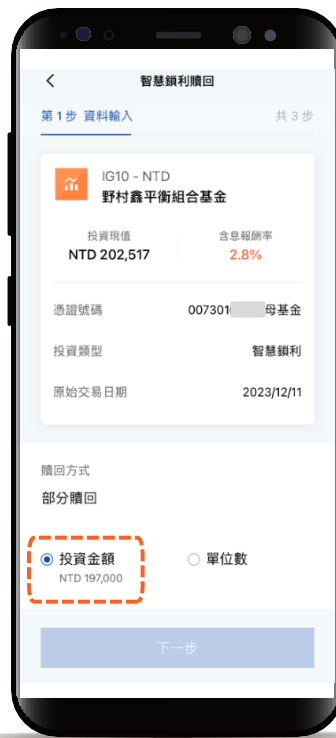 智慧鎖利贖回
第1步 資料輸入
共3步
IG10 - NTD
野村鑫平衡組合基金
投資現值
含息報酬率
NTD 202,517
2.8%
憑證號碼
007301 母基金
投資類型
智慧鎖利
原始交易日期
2023/12/11
贖回方式
部分贖回
投資金額
單位數
NTD 197,000
下一步